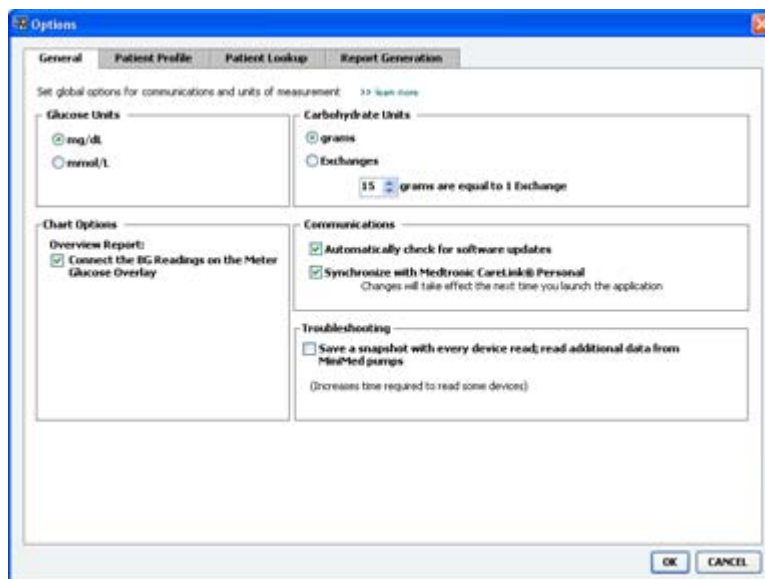 Options
General Patient Profile Patient Lookup Report Generation
Set global options for communications and units of measurement >> learn more
Glucose Units
mg/dL
mmol/L
Carbohydrate Units
grams
Exchanges
15 grams are equal to 1 Exchange
Chart Options
Overview Report:
Connect the BG Readings on the Meter
Glucose Overlay
Communications
Automatically check for software updates
Synchronize with Medtronic CareLink® Personal
Changes will take effect the next time you launch the application
Troubleshooting
Save a snapshot with every device read; read additional data from
MiniMed pumps
(Increases time required to read some devices)
OK CANCEL